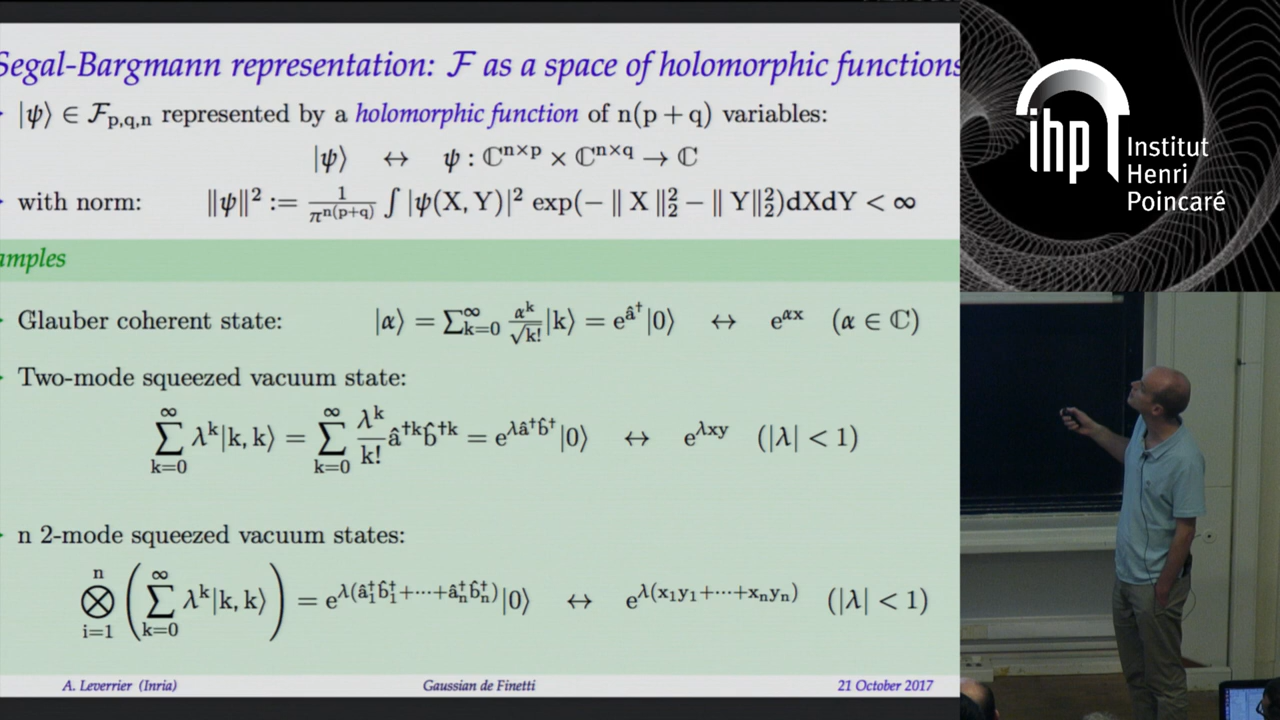 Segal-Bargmann representation: ℱ as a space of holomorphic functions
|ψ⟩ ∈ ℱ_{p,q,n} represented by a holomorphic function of n(p + q) variables:
|ψ⟩ ↔ ψ : ℂ^{n×p} × ℂ^{n×q} → ℂ
with norm: ‖ψ‖² := 1/π^{n(p+q)} ∫ |ψ(X, Y)|² exp(− ‖ X ‖₂² − ‖ Y‖₂²)dXdY < ∞
amples
Glauber coherent state: |α⟩ = ∑_{k=0}^{∞} α^k/√k! |k⟩ = e^{â†} |0⟩ ↔ e^{αx} (α ∈ ℂ)
Two-mode squeezed vacuum state:
∑_{k=0}^{∞} λ^k|k, k⟩ = ∑_{k=0}^{∞} λ^k/k! â^{†k}b̂^{†k} = e^{λâ†b̂†}|0⟩ ↔ e^{λxy} (|λ| < 1)
n 2-mode squeezed vacuum states:
⊗_{i=1}^{n} (∑_{k=0}^{∞} λ^k|k, k⟩) = e^{λ(â₁†b̂₁†+⋯+âₙ†b̂ₙ†)}|0⟩ ↔ e^{λ(x₁y₁+⋯+xₙyₙ)} (|λ| < 1)
A. Leverrier (Inria) Gaussian de Finetti 21 October 2017
ihp
Institut
Henri
Poincaré